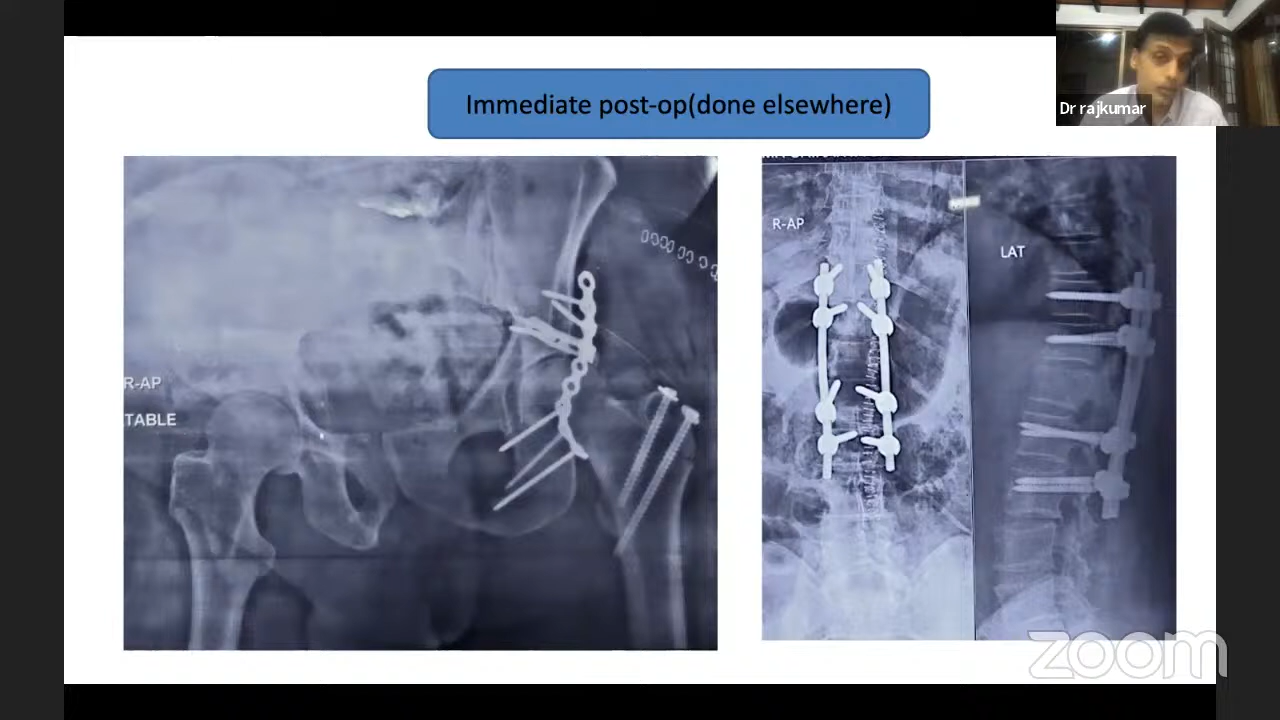 Immediate post-op(done elsewhere)
Dr rajkumar
R-AP
TABLE
R-AP
LAT
zoom